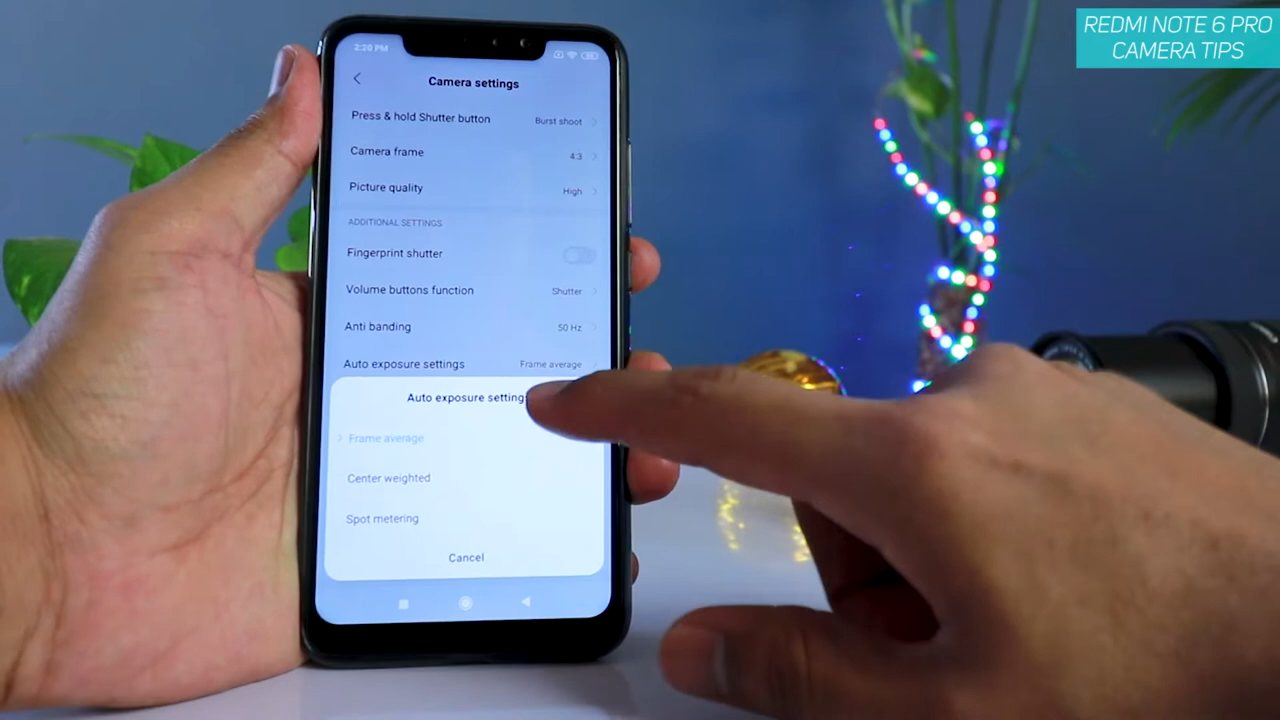 REDMI NOTE 6 PRO
CAMERA TIPS
2:20 PM
Camera settings
Press & hold Shutter button Burst shoot
Camera frame 4:3
Picture quality High
ADDITIONAL SETTINGS
Fingerprint shutter
Volume buttons function Shutter
Anti banding 50 Hz
Auto exposure settings Frame average
Auto exposure settings
Frame average
Center weighted
Spot metering
Cancel